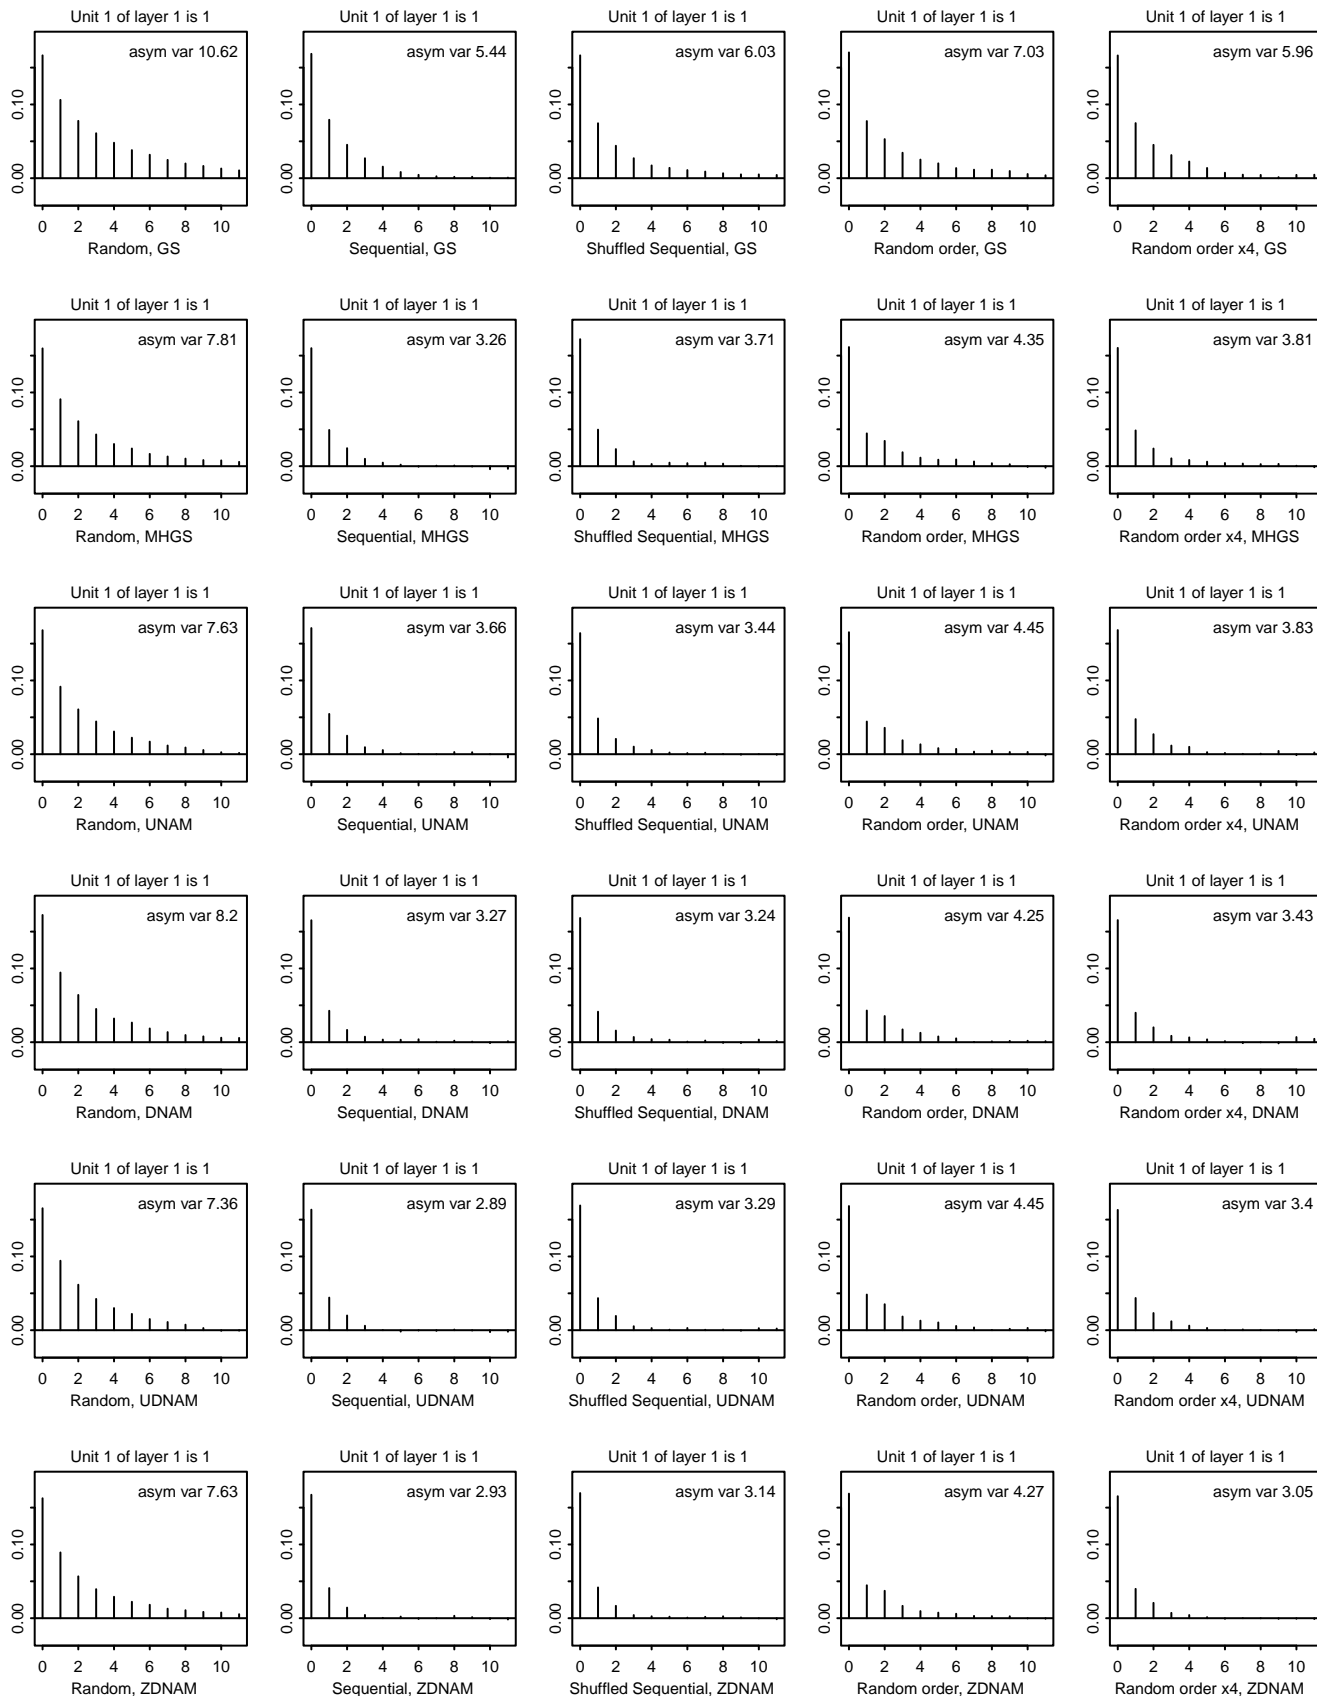 Unit 1 of layer 1 is 1 Unit 1 of layer 1 is 1 Unit 1 of layer 1 is 1 Unit 1 of layer 1 is 1 Unit 1 of layer 1 is 1
asym var 10.62 asym var 5.44 asym var 6.03 asym var 7.03 asym var 5.96
0.10 0.10 0.10 0.10 0.10
0.00 0.00 0.00 0.00 0.00
0 2 4 6 8 10 0 2 4 6 8 10 0 2 4 6 8 10 0 2 4 6 8 10 0 2 4 6 8 10
Random, GS Sequential, GS Shuffled Sequential, GS Random order, GS Random order x4, GS
Unit 1 of layer 1 is 1 Unit 1 of layer 1 is 1 Unit 1 of layer 1 is 1 Unit 1 of layer 1 is 1 Unit 1 of layer 1 is 1
asym var 7.81 asym var 3.26 asym var 3.71 asym var 4.35 asym var 3.81
0.10 0.10 0.10 0.10 0.10
0.00 0.00 0.00 0.00 0.00
0 2 4 6 8 10 0 2 4 6 8 10 0 2 4 6 8 10 0 2 4 6 8 10 0 2 4 6 8 10
Random, MHGS Sequential, MHGS Shuffled Sequential, MHGS Random order, MHGS Random order x4, MHGS
Unit 1 of layer 1 is 1 Unit 1 of layer 1 is 1 Unit 1 of layer 1 is 1 Unit 1 of layer 1 is 1 Unit 1 of layer 1 is 1
asym var 7.63 asym var 3.66 asym var 3.44 asym var 4.45 asym var 3.83
0.10 0.10 0.10 0.10 0.10
0.00 0.00 0.00 0.00 0.00
0 2 4 6 8 10 0 2 4 6 8 10 0 2 4 6 8 10 0 2 4 6 8 10 0 2 4 6 8 10
Random, UNAM Sequential, UNAM Shuffled Sequential, UNAM Random order, UNAM Random order x4, UNAM
Unit 1 of layer 1 is 1 Unit 1 of layer 1 is 1 Unit 1 of layer 1 is 1 Unit 1 of layer 1 is 1 Unit 1 of layer 1 is 1
asym var 8.2 asym var 3.27 asym var 3.24 asym var 4.25 asym var 3.43
0.10 0.10 0.10 0.10 0.10
0.00 0.00 0.00 0.00 0.00
0 2 4 6 8 10 0 2 4 6 8 10 0 2 4 6 8 10 0 2 4 6 8 10 0 2 4 6 8 10
Random, DNAM Sequential, DNAM Shuffled Sequential, DNAM Random order, DNAM Random order x4, DNAM
Unit 1 of layer 1 is 1 Unit 1 of layer 1 is 1 Unit 1 of layer 1 is 1 Unit 1 of layer 1 is 1 Unit 1 of layer 1 is 1
asym var 7.36 asym var 2.89 asym var 3.29 asym var 4.45 asym var 3.4
0.10 0.10 0.10 0.10 0.10
0.00 0.00 0.00 0.00 0.00
0 2 4 6 8 10 0 2 4 6 8 10 0 2 4 6 8 10 0 2 4 6 8 10 0 2 4 6 8 10
Random, UDNAM Sequential, UDNAM Shuffled Sequential, UDNAM Random order, UDNAM Random order x4, UDNAM
Unit 1 of layer 1 is 1 Unit 1 of layer 1 is 1 Unit 1 of layer 1 is 1 Unit 1 of layer 1 is 1 Unit 1 of layer 1 is 1
asym var 7.63 asym var 2.93 asym var 3.14 asym var 4.27 asym var 3.05
0.10 0.10 0.10 0.10 0.10
0.00 0.00 0.00 0.00 0.00
0 2 4 6 8 10 0 2 4 6 8 10 0 2 4 6 8 10 0 2 4 6 8 10 0 2 4 6 8 10
Random, ZDNAM Sequential, ZDNAM Shuffled Sequential, ZDNAM Random order, ZDNAM Random order x4, ZDNAM